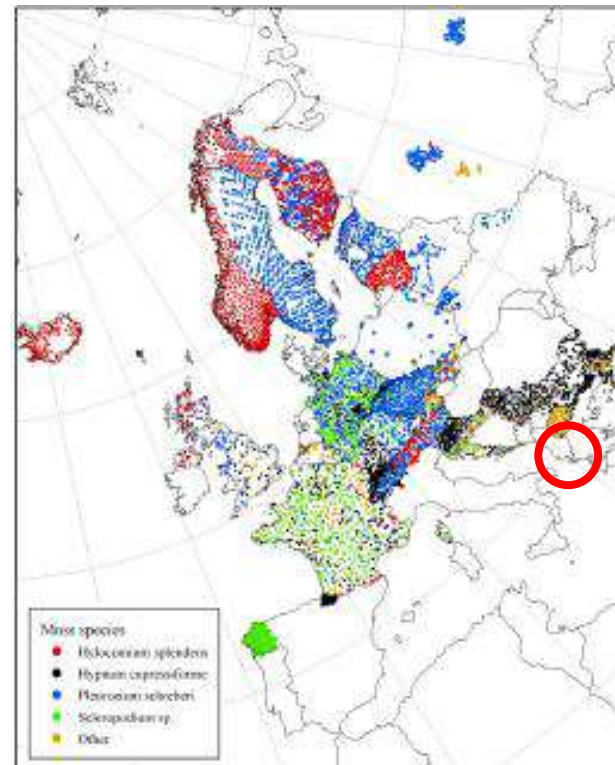 Moss species
Hylocomium splendens
Hypnum cupressiforme
Pleurozium schreberi
Scleropodium sp.
Other